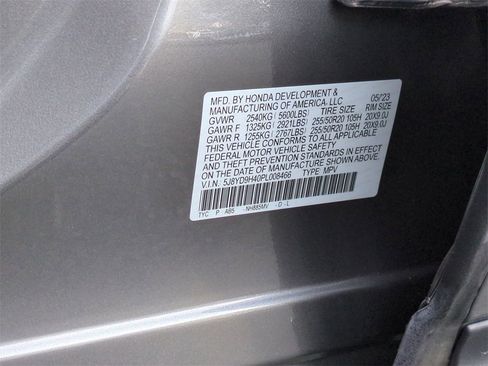 MFD. BY HONDA DEVELOPMENT &
MANUFACTURING OF AMERICA, LLC 05/23
GVWR 2540KG (5600LBS) TIRE SIZE RIM SIZE
GAWR F 1325KG (2921LBS) 255/50R20 105H 20X9.0J
GAWR R 1255KG (2767LBS) 255/50R20 105H 20X9.0J
THIS VEHICLE CONFORMS TO ALL APPLICABLE
FEDERAL MOTOR VEHICLE SAFETY
AND THEFT PREVENTION STANDARDS IN EFFECT
ON THE DATE OF MANUFACTURE SHOWN ABOVE.
V.I.N.: 5J8YD9H40PL008466 TYPE: MPV
TYC P A85 NH885MV -D -L